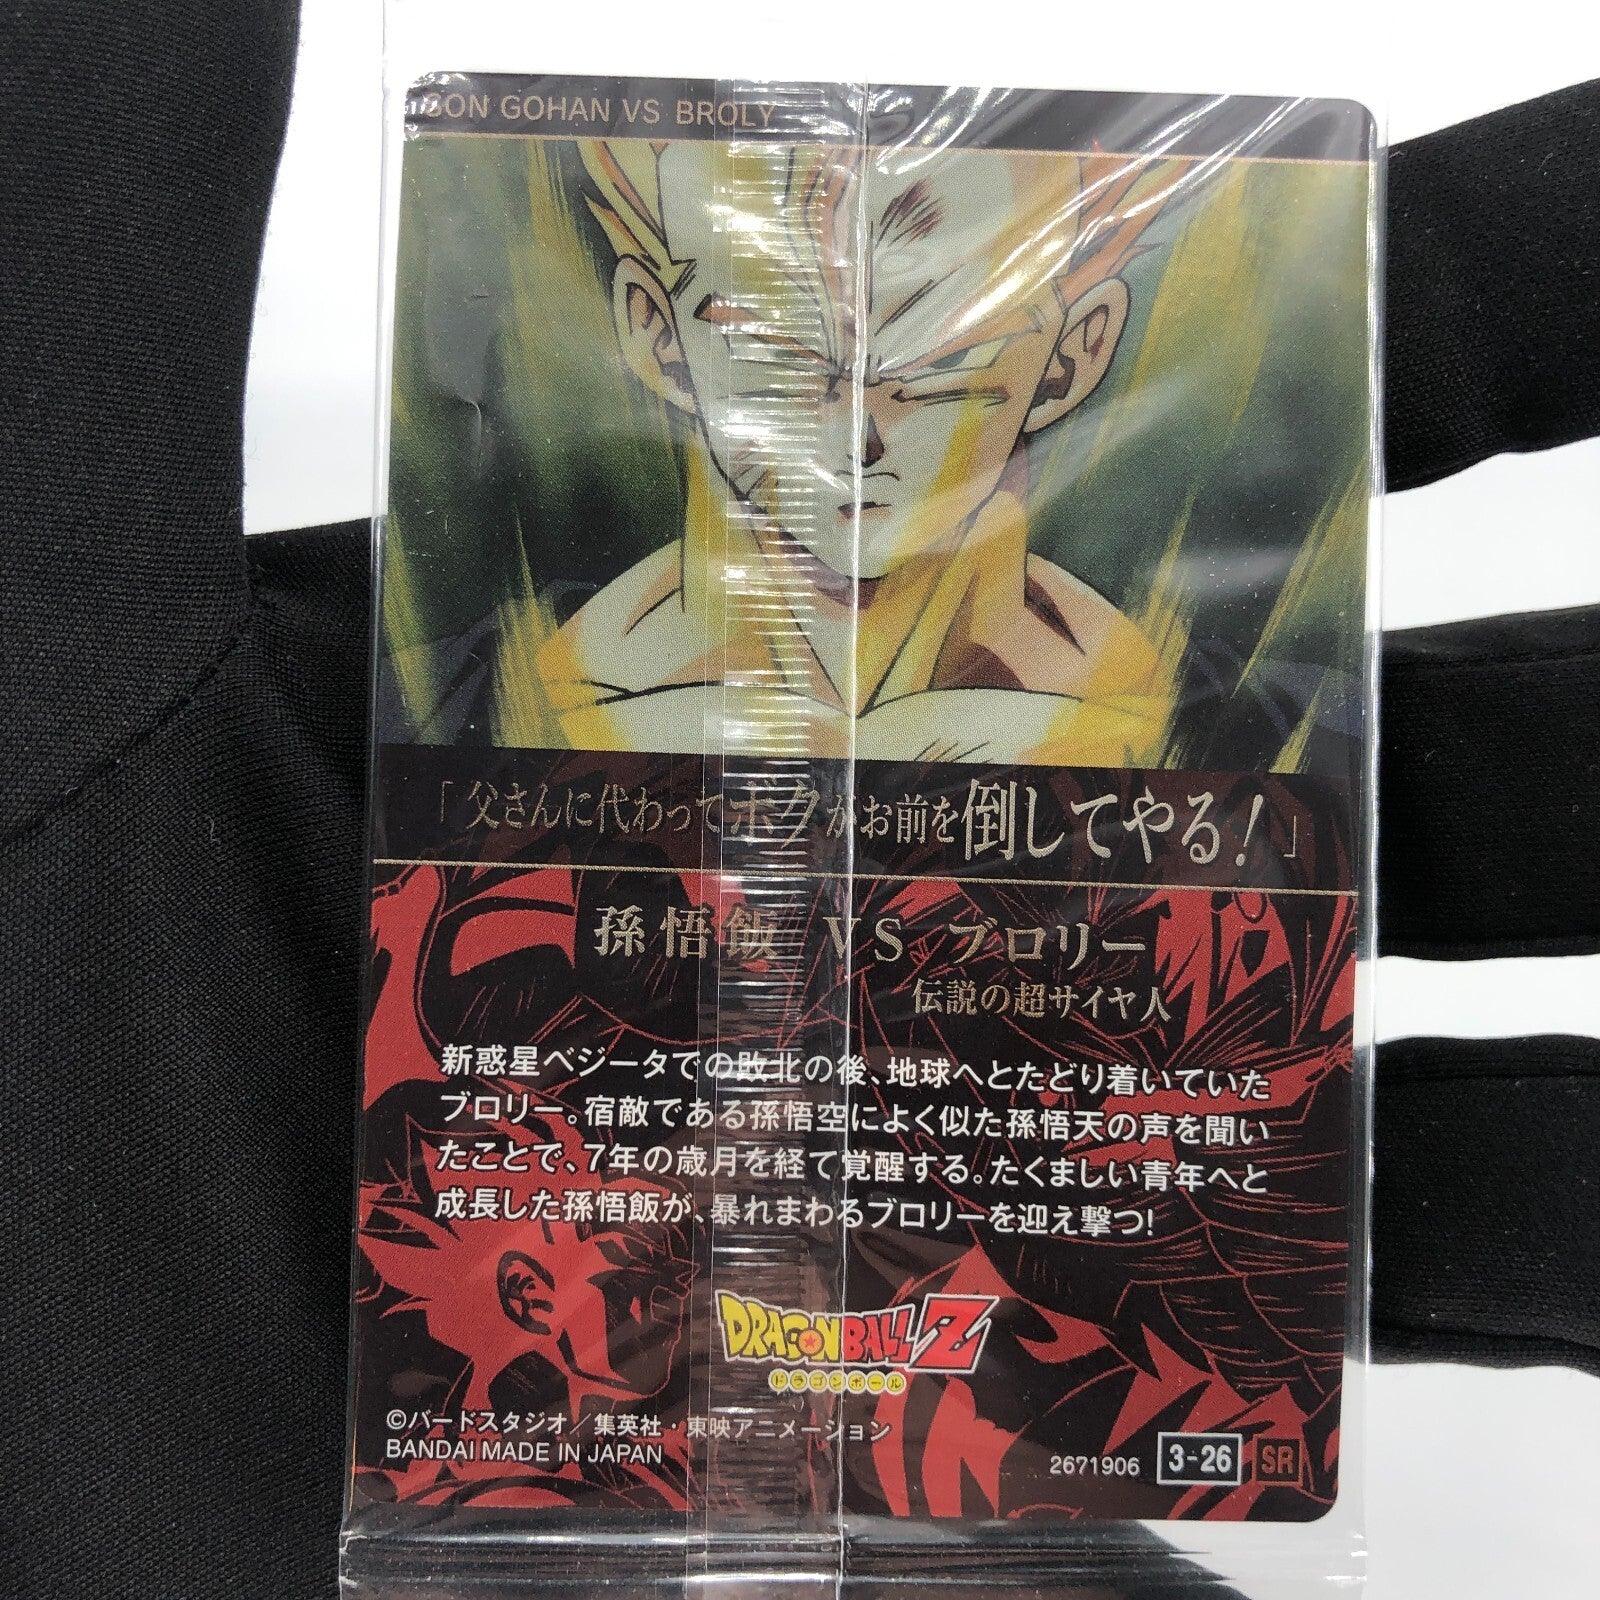 SON GOHAN VS BROLY
「父さんに代わってボクがお前を倒してやる!」
孫悟飯 VS ブロリー
伝説の超サイヤ人
新惑星ベジータでの敗北の後、地球へとたどり着いていた
ブロリー。宿敵である孫悟空によく似た孫悟天の声を聞い
たことで、7年の歳月を経て覚醒する。たくましい青年へと
成長した孫悟飯が、暴れまわるブロリーを迎え撃つ!
DRAGON BALL Z
ドラゴンボール
©バードスタジオ/集英社・東映アニメーション
BANDAI MADE IN JAPAN
2671906 3-26 SR